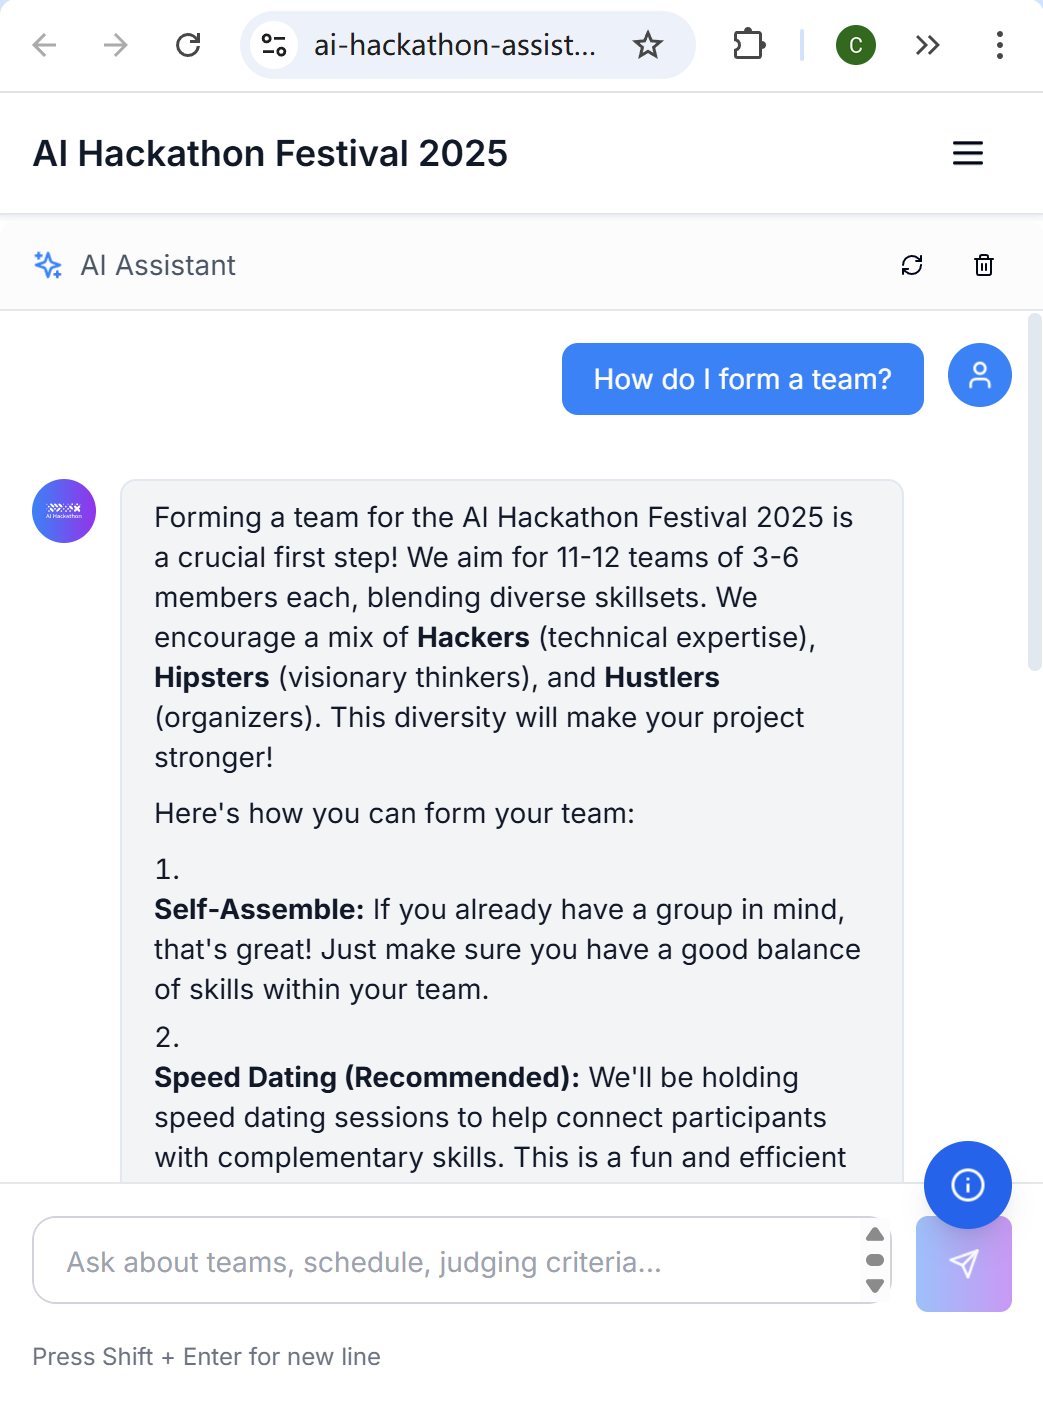 ai-hackathon-assist...
C
AI Hackathon Festival 2025
AI Assistant
How do I form a team?
AI Hackathon
Forming a team for the AI Hackathon Festival 2025 is
a crucial first step! We aim for 11-12 teams of 3-6
members each, blending diverse skillsets. We
encourage a mix of Hackers (technical expertise),
Hipsters (visionary thinkers), and Hustlers
(organizers). This diversity will make your project
stronger!
Here's how you can form your team:
1.
Self-Assemble: If you already have a group in mind,
that's great! Just make sure you have a good balance
of skills within your team.
2.
Speed Dating (Recommended): We'll be holding
speed dating sessions to help connect participants
with complementary skills. This is a fun and efficient
Ask about teams, schedule, judging criteria...
Press Shift + Enter for new line